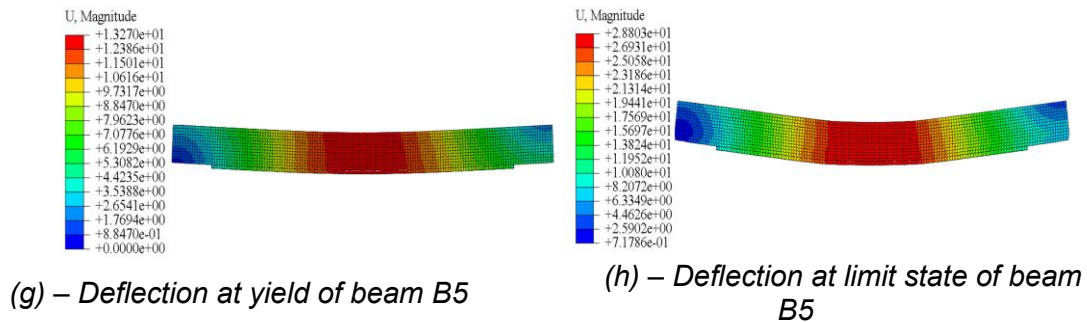 U, Magnitude
+1.3270e+01
+1.2386e+01
+1.1501e+01
+1.0616e+01
+9.7317e+00
+8.8470e+00
+7.9623e+00
+7.0776e+00
+6.1929e+00
+5.3082e+00
+4.4235e+00
+3.5388e+00
+2.6541e+00
+1.7694e+00
+8.8470e-01
+0.0000e+00
(g) – Deflection at yield of beam B5
U, Magnitude
+2.8803e+01
+2.6931e+01
+2.5058e+01
+2.3186e+01
+2.1314e+01
+1.9441e+01
+1.7569e+01
+1.5697e+01
+1.3824e+01
+1.1952e+01
+1.0080e+01
+8.2072e+00
+6.3349e+00
+4.4626e+00
+2.5902e+00
+7.1786e-01
(h) – Deflection at limit state of beam
B5